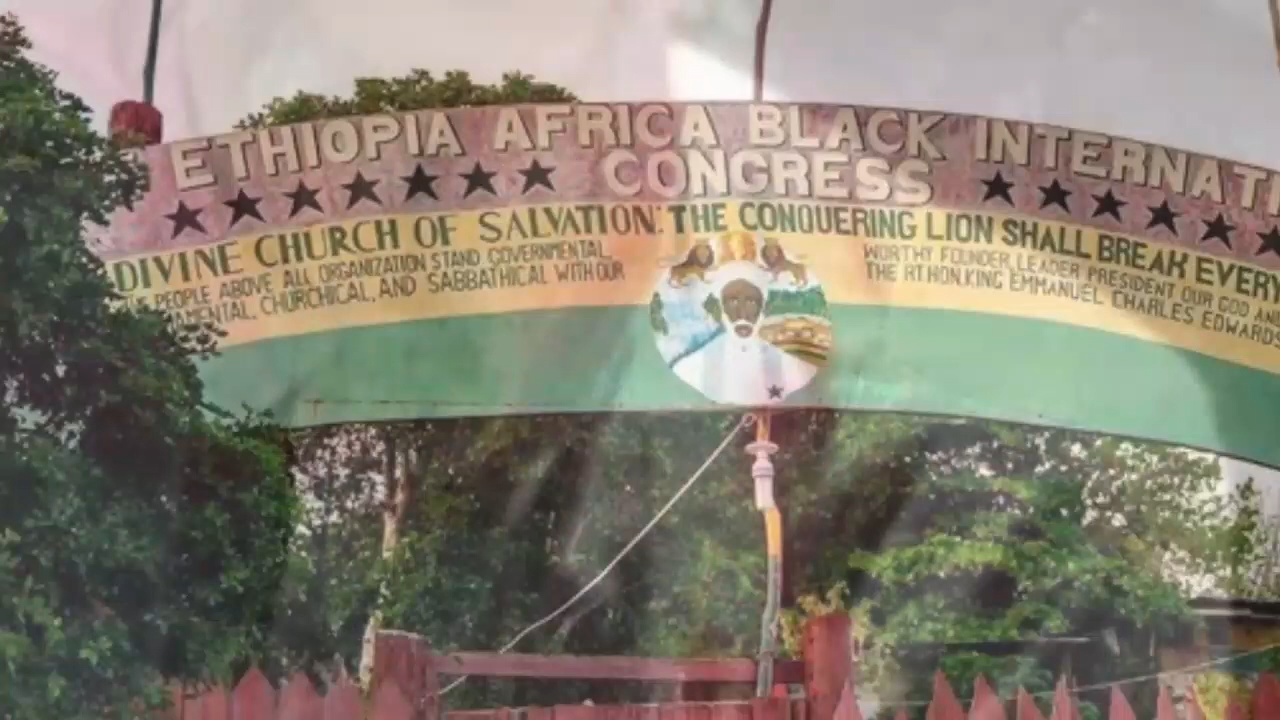 ETHIOPIA AFRICA BLACK INTERNATI
CONGRESS
DIVINE CHURCH OF SALVATION: THE CONQUERING LION SHALL BREAK EVERY
THE PEOPLE ABOVE ALL ORGANIZATION STAND GOVERNMENTAL,
AMENTAL, CHURCHICAL, AND SABBATHICAL WITH OUR
WORTHY FOUNDER, LEADER PRESIDENT OUR GOD AND
THE RT HON. KING EMMANUEL CHARLES EDWARDS